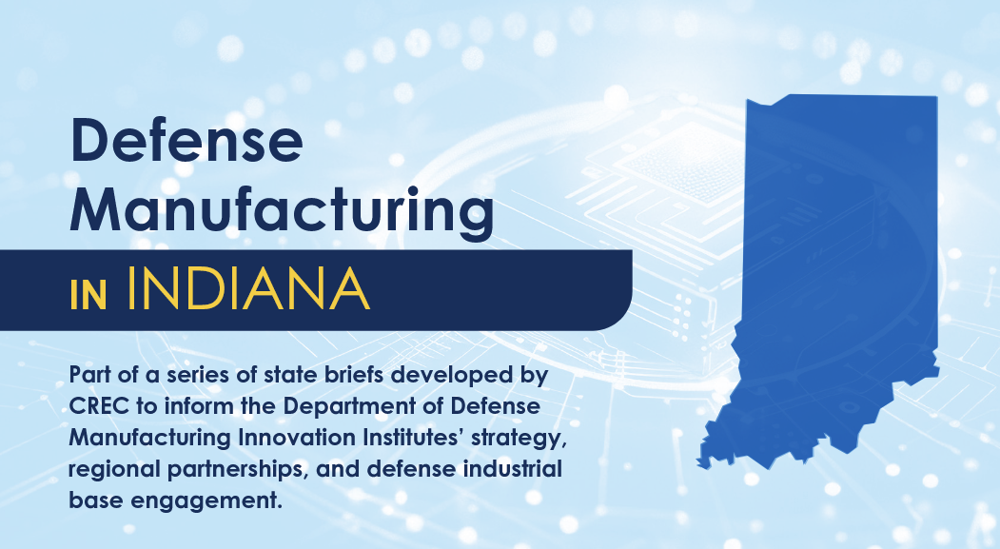 Defense
Manufacturing
IN INDIANA
Part of a series of state briefs developed by
CREC to inform the Department of Defense
Manufacturing Innovation Institutes’ strategy,
regional partnerships, and defense industrial
base engagement.